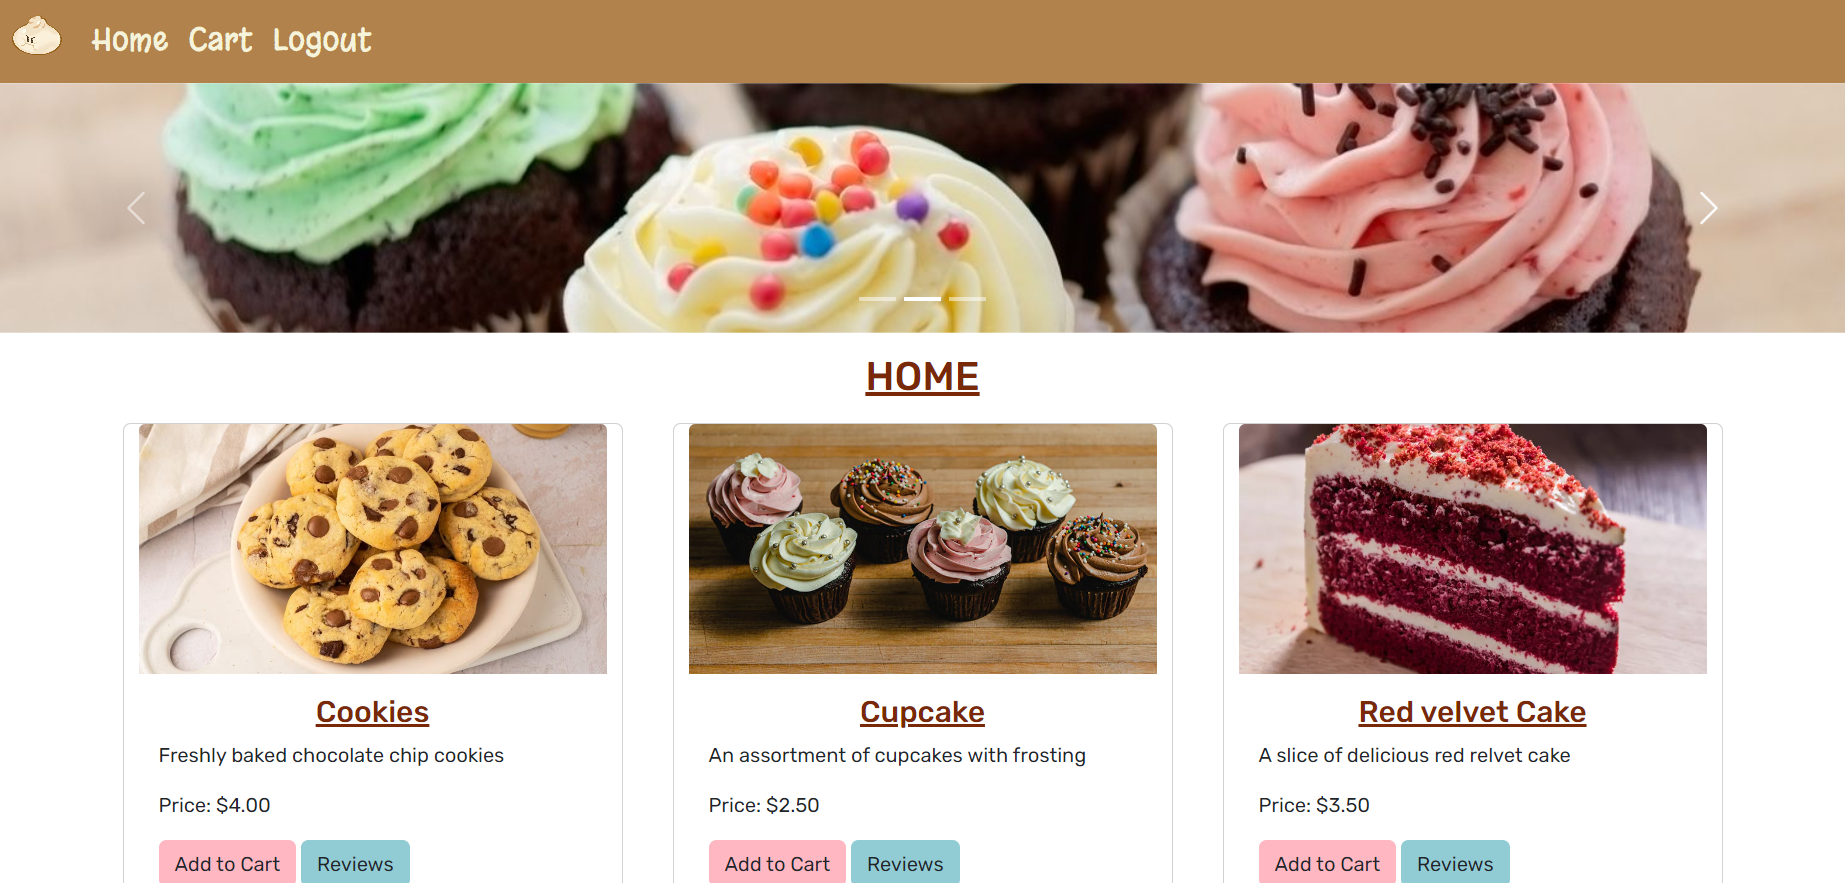 Home Cart Logout
HOME
Cookies
Freshly baked chocolate chip cookies
Price: $4.00
Add to Cart Reviews
Cupcake
An assortment of cupcakes with frosting
Price: $2.50
Add to Cart Reviews
Red velvet Cake
A slice of delicious red relvet cake
Price: $3.50
Add to Cart Reviews